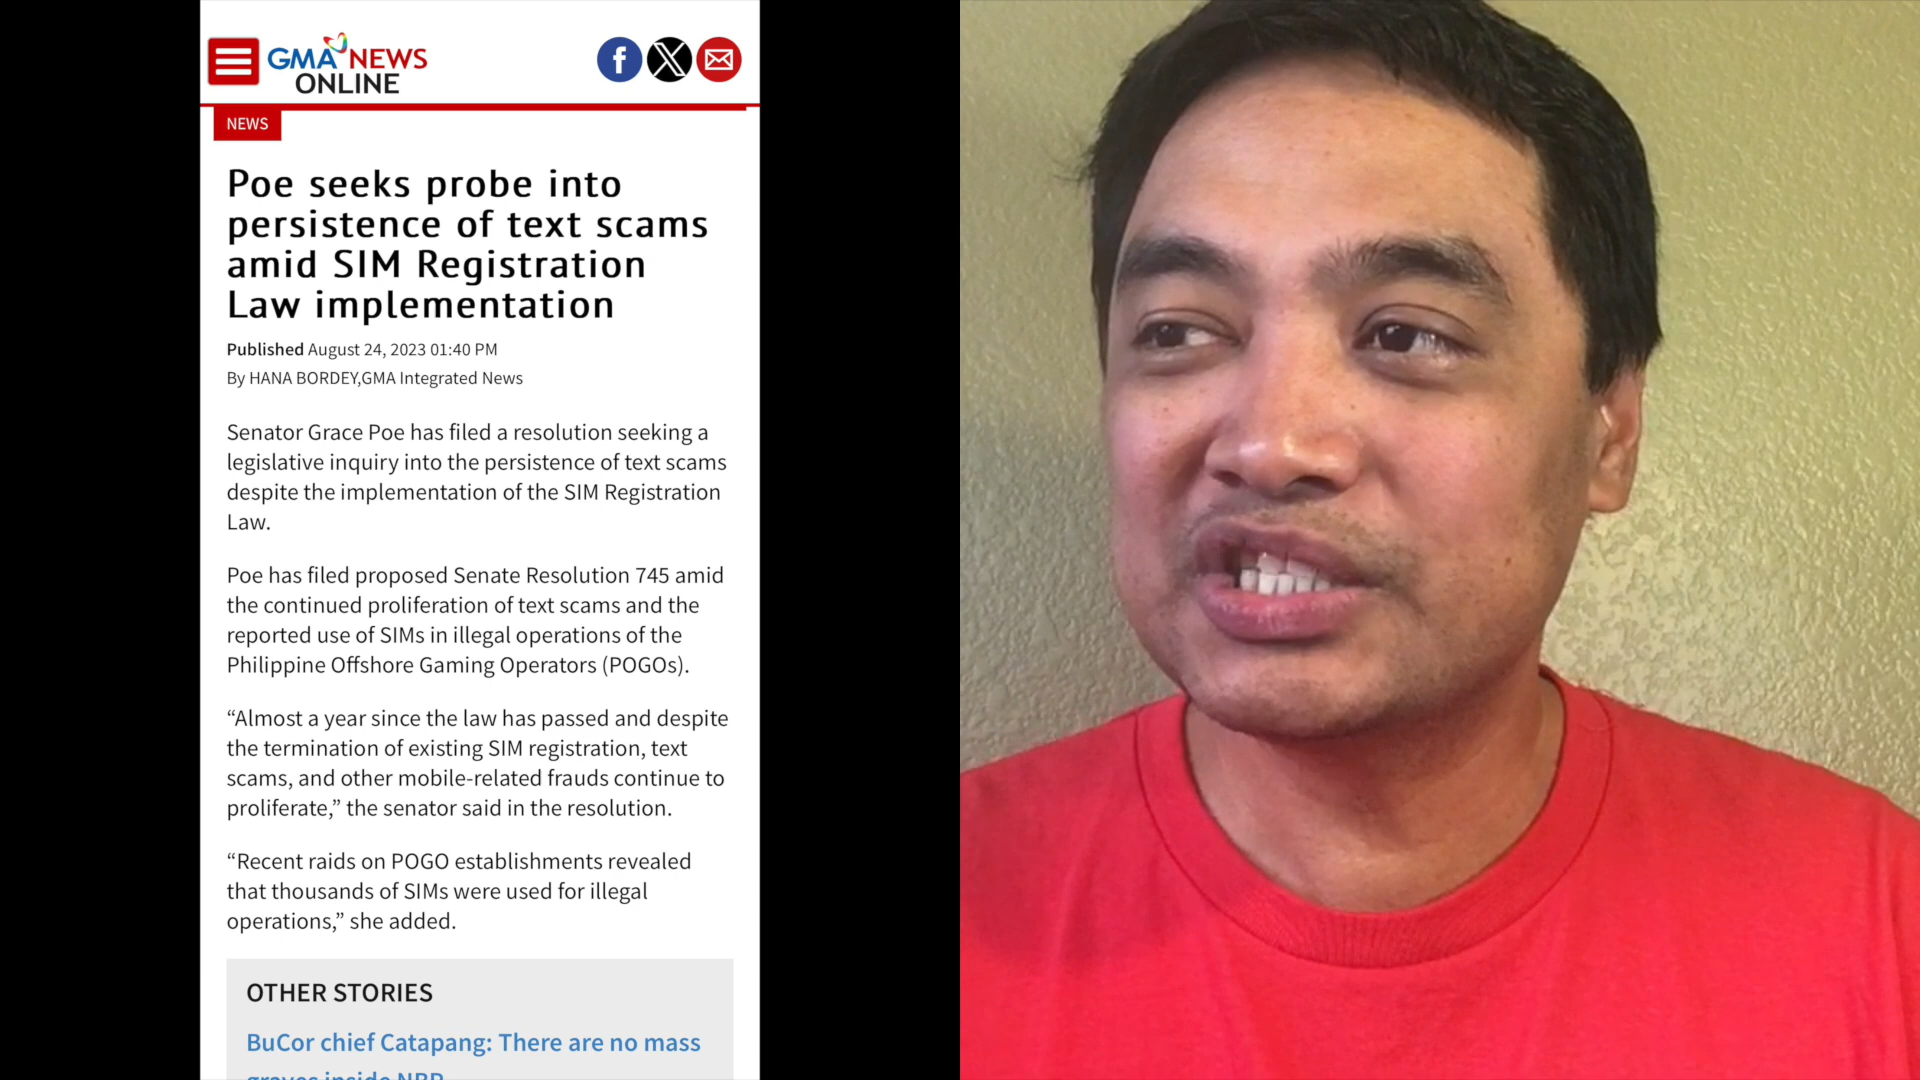 GMA NEWS
ONLINE
NEWS
Poe seeks probe into
persistence of text scams
amid SIM Registration
Law implementation
Published August 24, 2023 01:40 PM
By HANA BORDEY,GMA Integrated News
Senator Grace Poe has filed a resolution seeking a
legislative inquiry into the persistence of text scams
despite the implementation of the SIM Registration
Law.
Poe has filed proposed Senate Resolution 745 amid
the continued proliferation of text scams and the
reported use of SIMs in illegal operations of the
Philippine Offshore Gaming Operators (POGOs).
“Almost a year since the law has passed and despite
the termination of existing SIM registration, text
scams, and other mobile-related frauds continue to
proliferate,” the senator said in the resolution.
“Recent raids on POGO establishments revealed
that thousands of SIMs were used for illegal
operations,” she added.
OTHER STORIES
BuCor chief Catapang: There are no mass
graves inside NBP